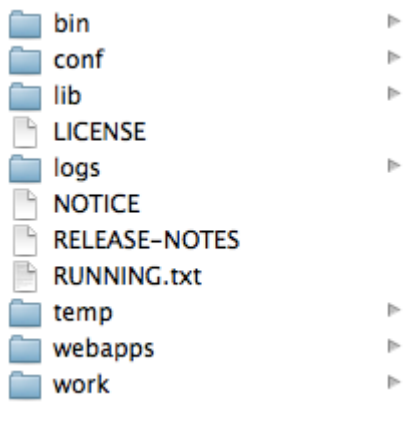 bin
conf
lib
LICENSE
logs
NOTICE
RELEASE-NOTES
RUNNING.txt
temp
webapps
work